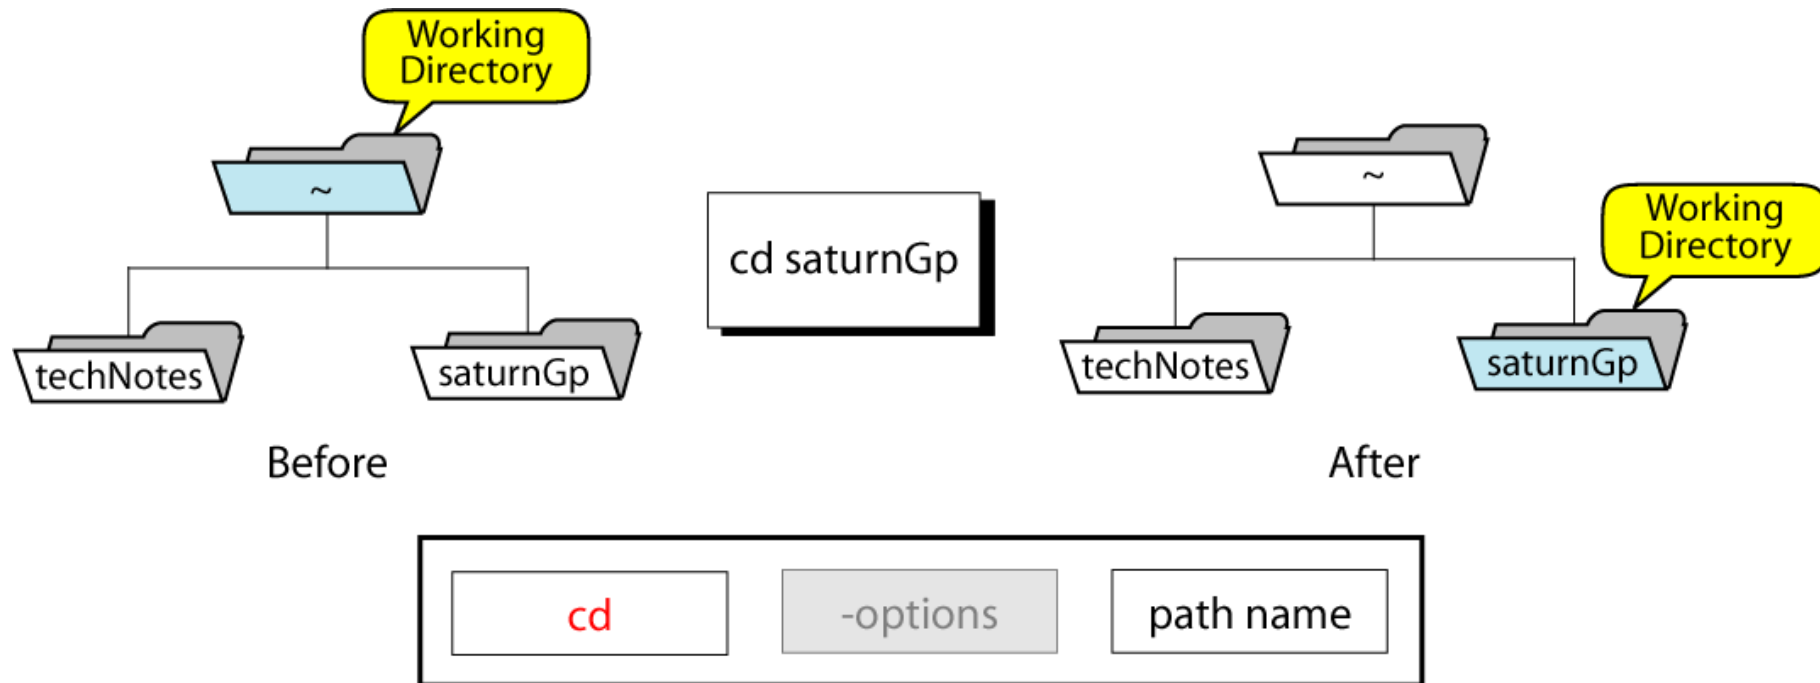 Working
Directory
~
techNotes
saturnGp
Before
cd saturnGp
~
Working
Directory
techNotes
saturnGp
After
cd
-options
path name